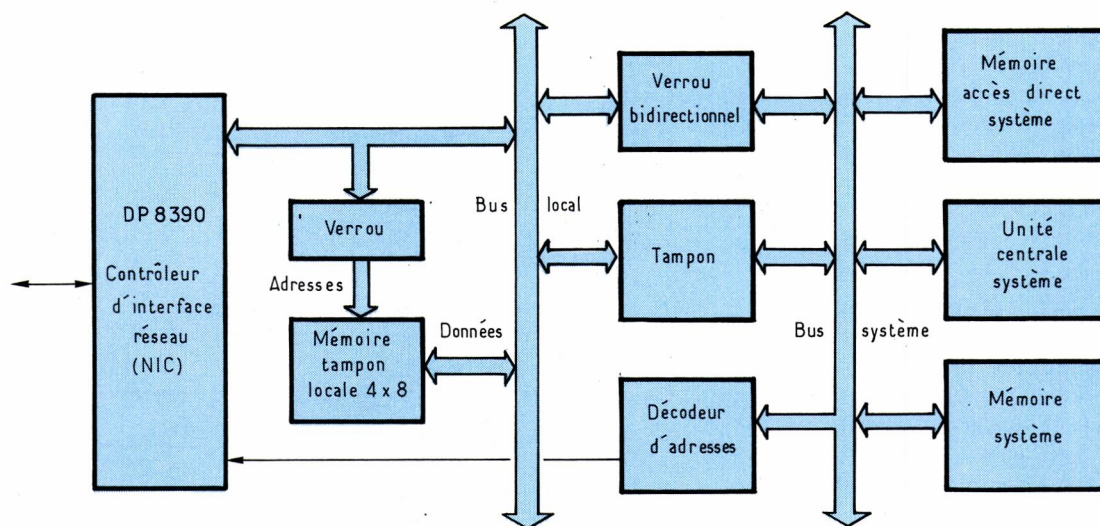 DP 8390
Contrôleur
d'interface
réseau
(NIC)
Verrou
Adresses
Mémoire
tampon
locale 4 x 8
Données
Bus local
Verrou
bidirectionnel
Tampon
Décodeur
d'adresses
Bus système
Mémoire
accès direct
système
Unité
centrale
système
Mémoire
système